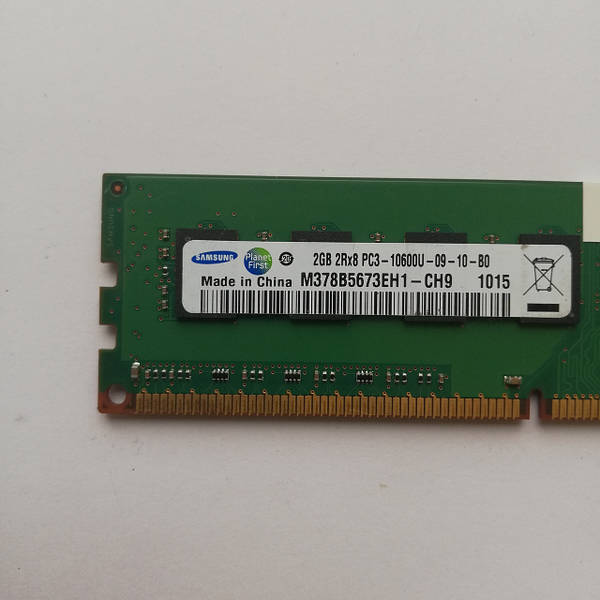 SAMSUNG
Planet First
2GB 2Rx8 PC3-10600U-09-10-B0
Made in China M378B5673EH1-CH9 1015